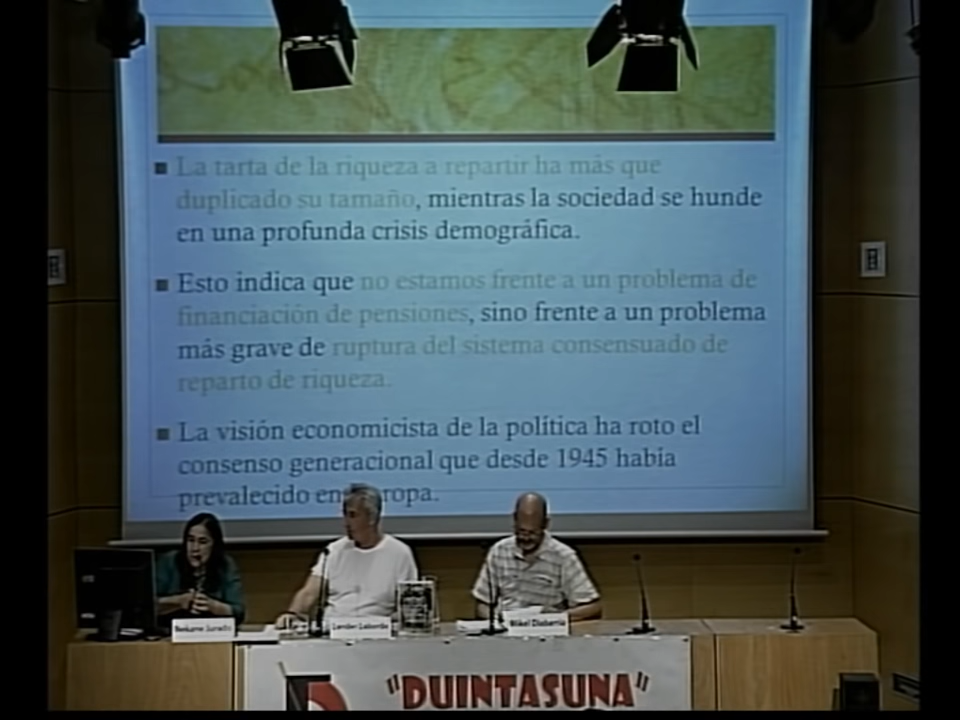 ■ La tarta de la riqueza a repartir ha más que
duplicado su tamaño, mientras la sociedad se hunde
en una profunda crisis demográfica.
■ Esto indica que no estamos frente a un problema de
financiación de pensiones, sino frente a un problema
más grave de ruptura del sistema consensuado de
reparto de riqueza.
■ La visión economicista de la política ha roto el
consenso generacional que desde 1945 había
prevalecido en ropa.
Nekane Jurado
Lander
Mikel
"DUINTASUNA"